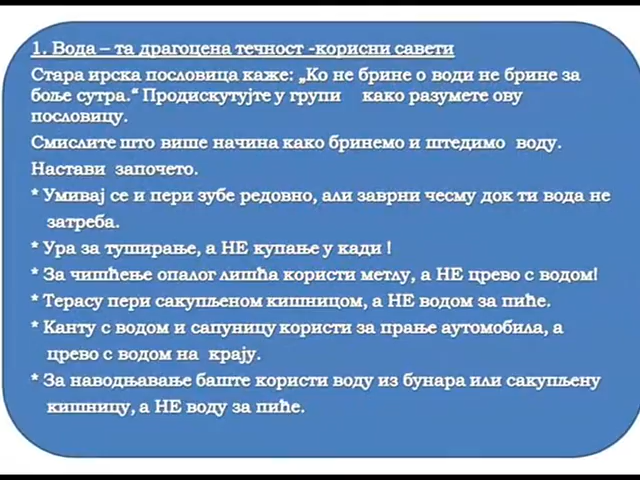 1. Вода – та драгоцена течност -корисни савети
Стара ирска пословица каже: „Ко не брине о води не брине за
боље сутра.“ Продискутујте у групи како разумете ову
пословицу.
Смислите што више начина како бринемо и штедимо воду.
Настави започето.
* Умивај се и пери зубе редовно, али заврни чесму док ти вода не
затреба.
* Ура за туширање, а НЕ купање у кади !
* За чишћење опалог лишћа користи метлу, а НЕ црево с водом!
* Терасу пери сакупљеном кишницом, а НЕ водом за пиће.
* Канту с водом и сапуницу користи за прање аутомобила, а
црево с водом на крају.
* За наводњавање баште користи воду из бунара или сакупљену
кишницу, а НЕ воду за пиће.